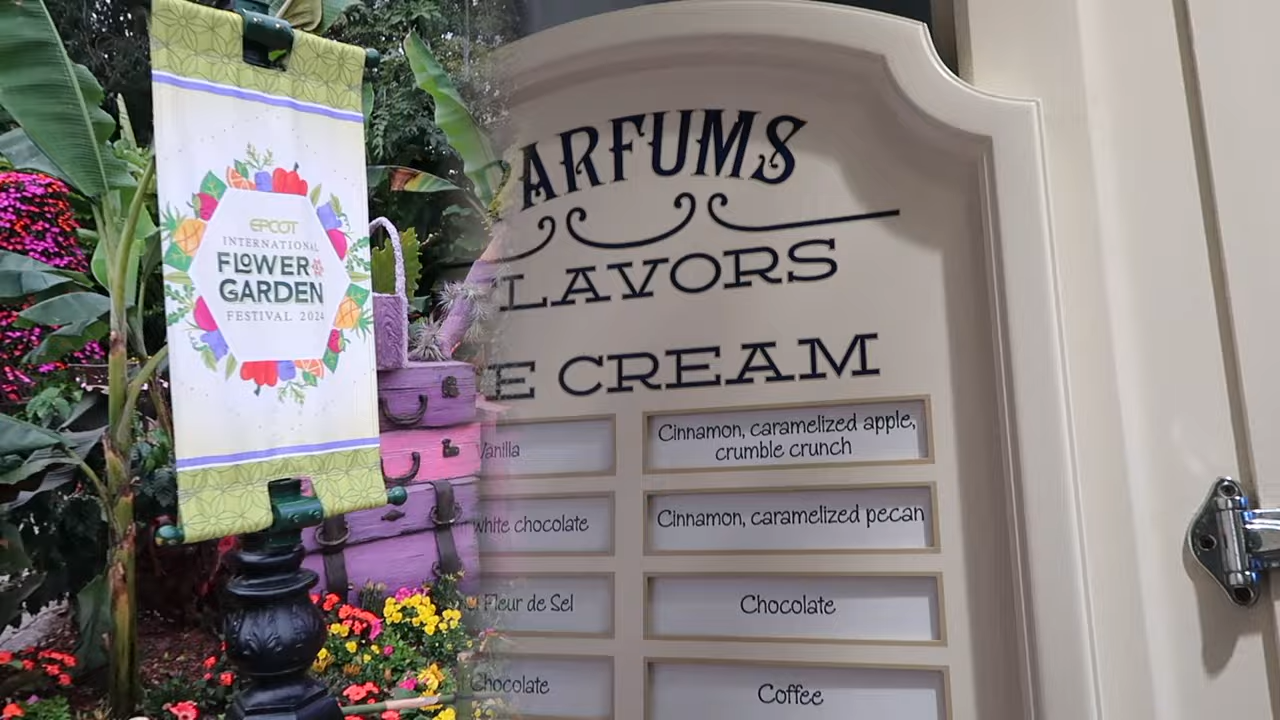 EPCOT
INTERNATIONAL
FLOWER
GARDEN
FESTIVAL 2024
PARFUMS
LAVORS
E CREAM
Vanilla
Cinnamon, caramelized apple,
crumble crunch
white chocolate
Cinnamon, caramelized pecan
Fleur de Sel
Chocolate
Chocolate
Coffee